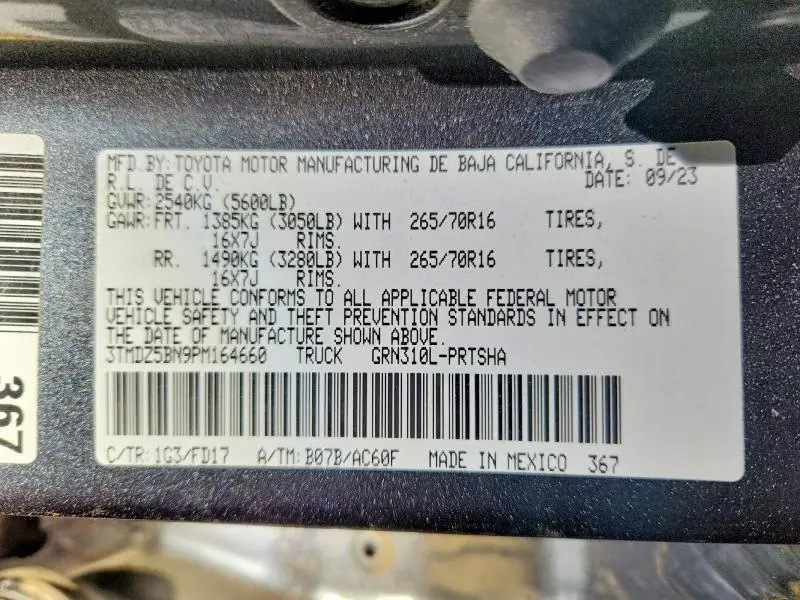 MFD.BY: TOYOTA MOTOR MANUFACTURING DE BAJA CALIFORNIA, S. DE
R.L. DE C.V. DATE: 09/23
GVWR: 2540KG (5600LB)
GAWR: FRT. 1385KG (3050LB) WITH 265/70R16 TIRES,
16X7J RIMS.
RR. 1490KG (3280LB) WITH 265/70R16 TIRES,
16X7J RIMS.
THIS VEHICLE CONFORMS TO ALL APPLICABLE FEDERAL MOTOR
VEHICLE SAFETY AND THEFT PREVENTION STANDARDS IN EFFECT ON
THE DATE OF MANUFACTURE SHOWN ABOVE.
3TMDZ5BN9PM164660 TRUCK GRN310L-PRTSHA
C/TR: 1G3/FD17 A/TM: B07B/AC60F MADE IN MEXICO 367
367